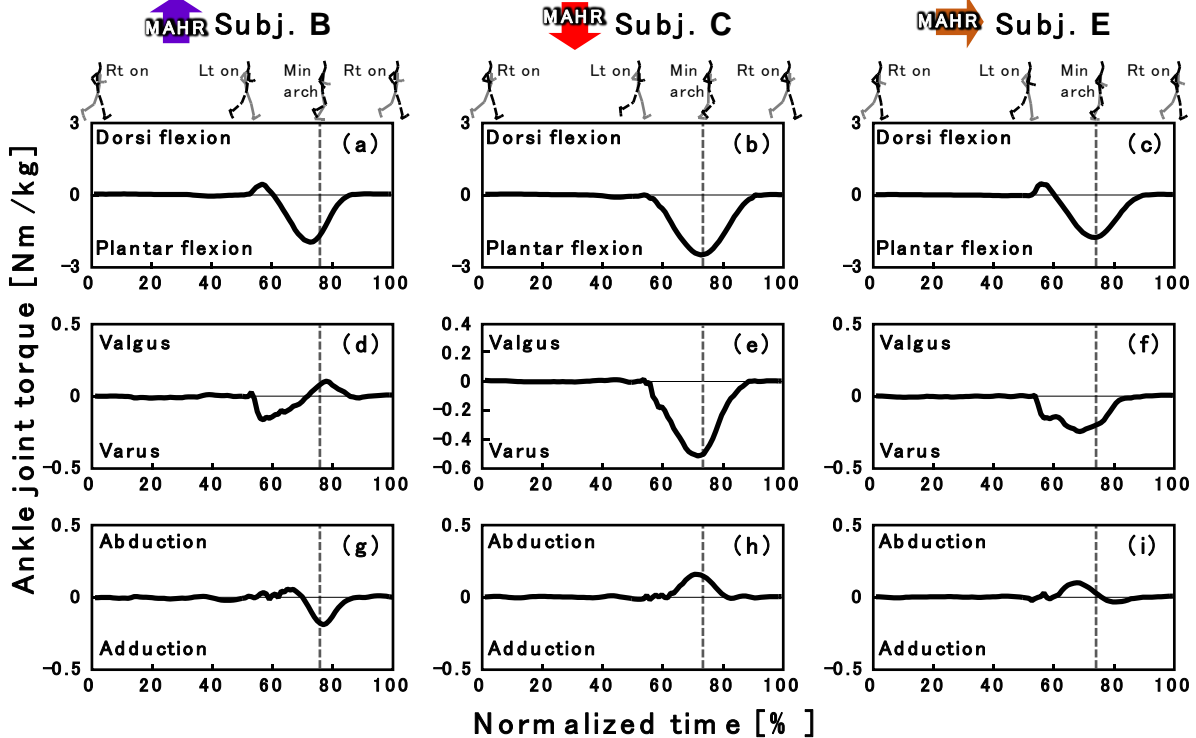 MAHR Subj. B
MAHR Subj. C
MAHR Subj. E
Rt on Lt on Min arch Rt on
Rt on Lt on Min arch Rt on
Rt on Lt on Min arch Rt on
Ankle joint torque [Nm/kg]
3
0
-3
Dorsi flexion
(a)
Plantar flexion
0 20 40 60 80 100
Dorsi flexion
(b)
Plantar flexion
0 20 40 60 80 100
3
0
-3
Dorsi flexion
(c)
Plantar flexion
0 20 40 60 80 100
0.5
0
-0.5
Valgus
(d)
Varus
0 20 40 60 80 100
0.4
0.2
0
-0.2
-0.4
-0.6
Valgus
(e)
Varus
0 20 40 60 80 100
0.5
0
-0.5
Valgus
(f)
Varus
0 20 40 60 80 100
0.5
0
-0.5
Abduction
(g)
Adduction
0 20 40 60 80 100
0.5
0
-0.5
Abduction
(h)
Adduction
0 20 40 60 80 100
0.5
0
-0.5
Abduction
(i)
Adduction
0 20 40 60 80 100
Normalized time [% ]